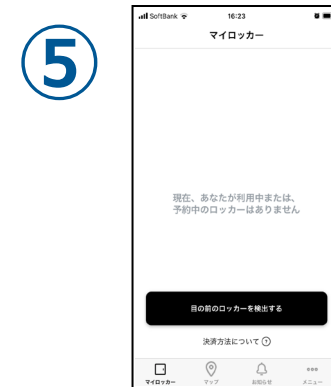 ⑤
SoftBank 16:23
マイロッカー
現在、あなたが利用中または、
予約中のロッカーはありません
目の前のロッカーを検出する
決済方法について ?
マイロッカー マップ お知らせ メニュー